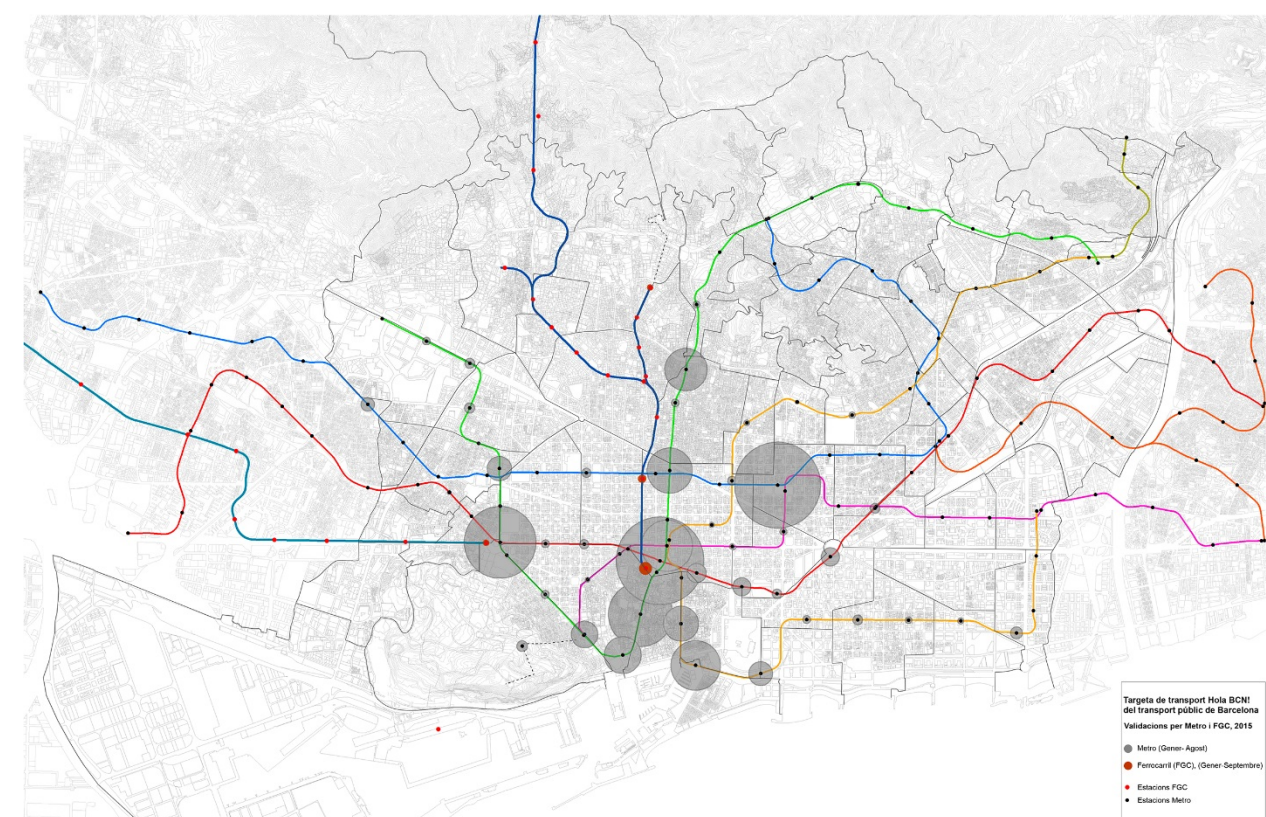 Targeta de transport Hola BCN!
del transport públic de Barcelona
Validacions per Metro i FGC, 2015
Metro (Gener- Agost)
Ferrocarril (FGC), (Gener-Septembre)
Estacions FGC
Estacions Metro